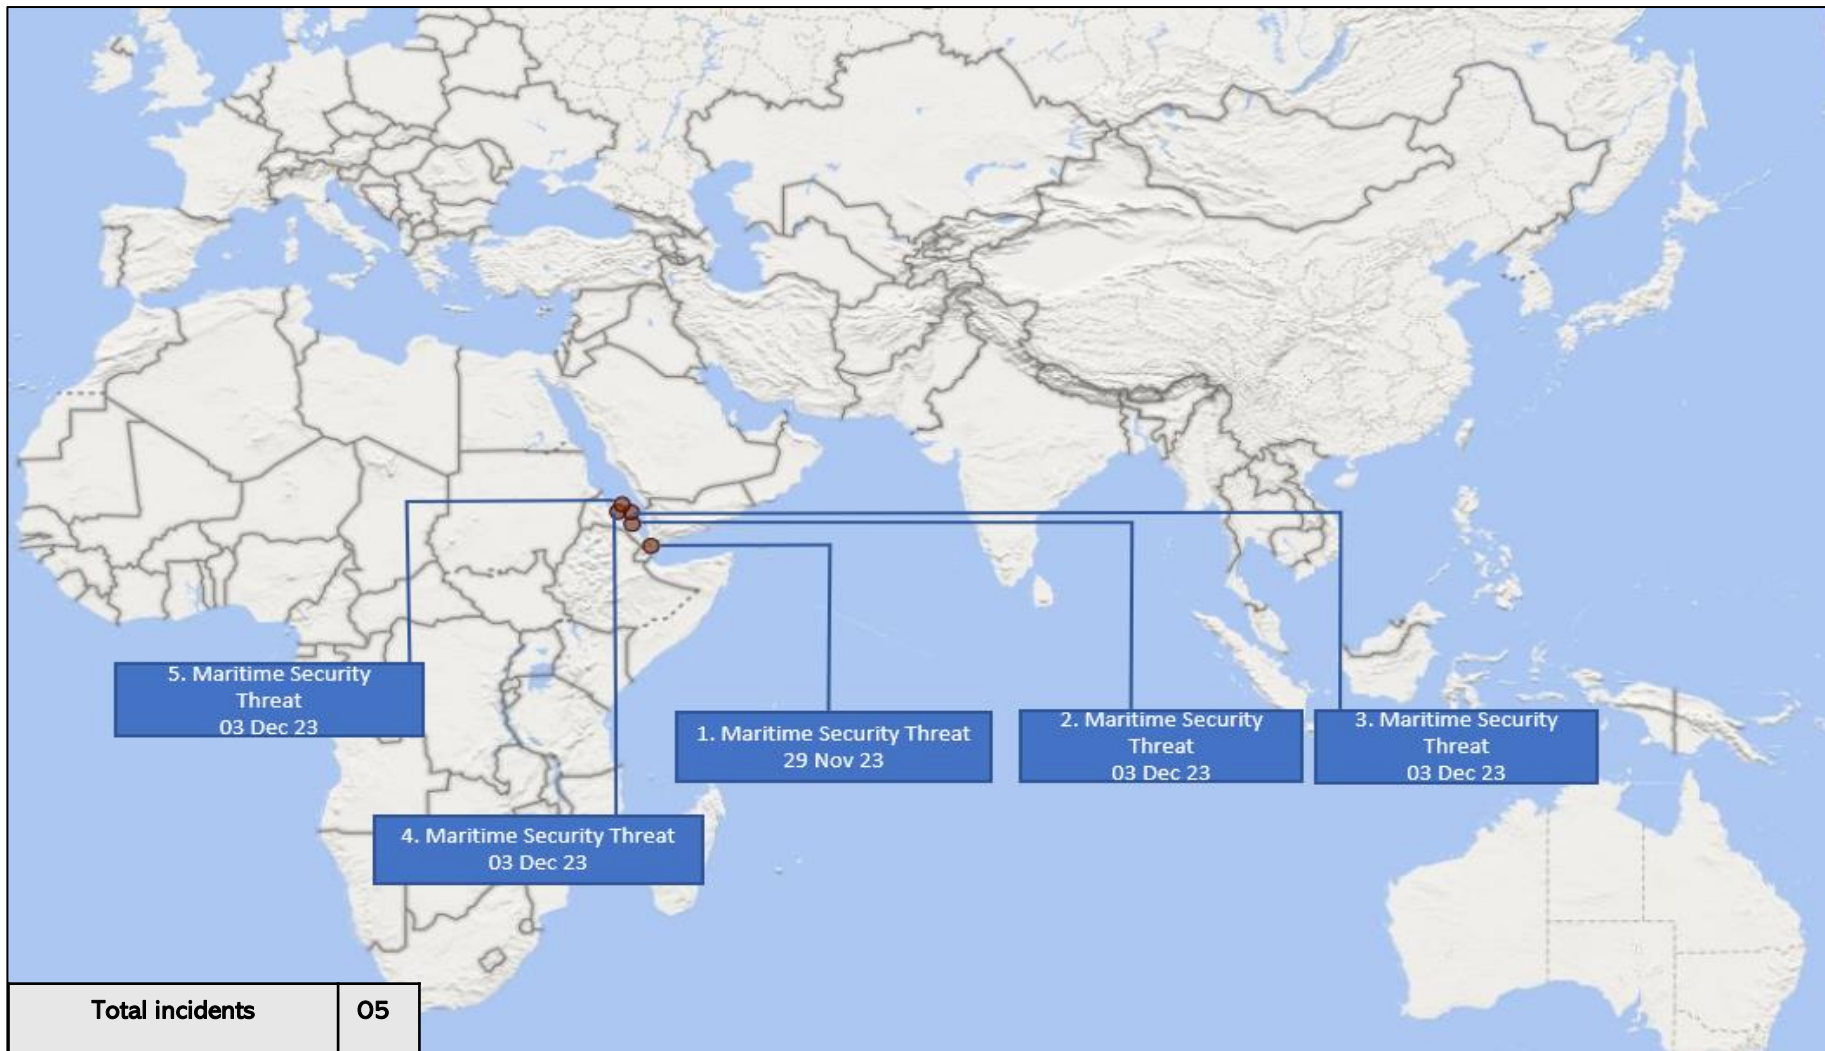 5. Maritime Security
Threat
03 Dec 23
1. Maritime Security Threat
29 Nov 23
2. Maritime Security
Threat
03 Dec 23
3. Maritime Security
Threat
03 Dec 23
4. Maritime Security Threat
03 Dec 23
Total incidents 05